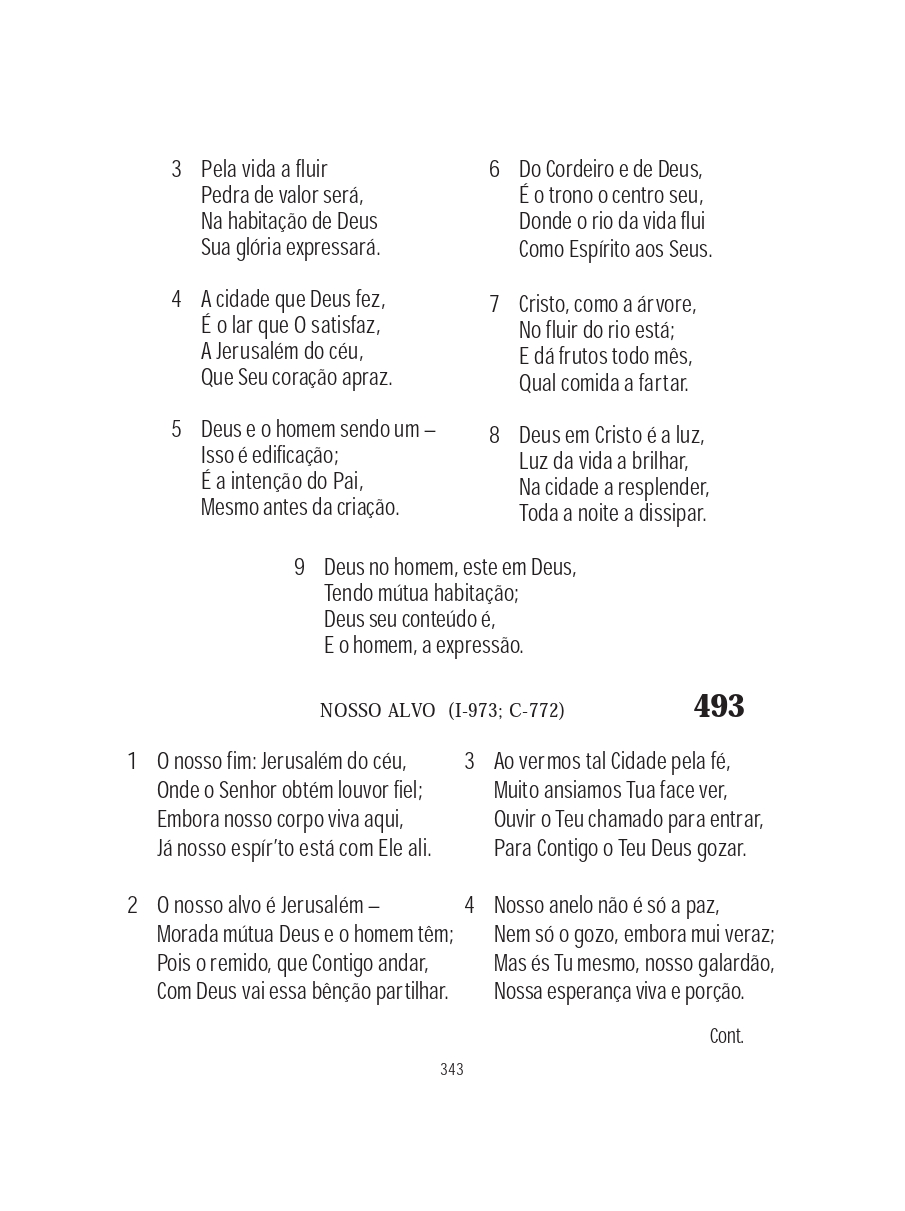 3 Pela vida a fluir
Pedra de valor será,
Na habitação de Deus
Sua glória expressará.
4 A cidade que Deus fez,
É o lar que O satisfaz,
A Jerusalém do céu,
Que Seu coração apraz.
5 Deus e o homem sendo um –
Isso é edificação;
É a intenção do Pai,
Mesmo antes da criação.
6 Do Cordeiro e de Deus,
É o trono o centro seu,
Donde o rio da vida flui
Como Espírito aos Seus.
7 Cristo, como a árvore,
No fluir do rio está;
E dá frutos todo mês,
Qual comida a fartar.
8 Deus em Cristo é a luz,
Luz da vida a brilhar,
Na cidade a resplender,
Toda a noite a dissipar.
9 Deus no homem, este em Deus,
Tendo mútua habitação;
Deus seu conteúdo é,
E o homem, a expressão.
NOSSO ALVO (I-973; C-772) 493
1 O nosso fim: Jerusalém do céu,
Onde o Senhor obtém louvor fiel;
Embora nosso corpo viva aqui,
Já nosso espír’to está com Ele ali.
2 O nosso alvo é Jerusalém –
Morada mútua Deus e o homem têm;
Pois o remido, que Contigo andar,
Com Deus vai essa bênção partilhar.
3 Ao vermos tal Cidade pela fé,
Muito ansiamos Tua face ver,
Ouvir o Teu chamado para entrar,
Para Contigo o Teu Deus gozar.
4 Nosso anelo não é só a paz,
Nem só o gozo, embora mui veraz;
Mas és Tu mesmo, nosso galardão,
Nossa esperança viva e porção.
Cont.
343